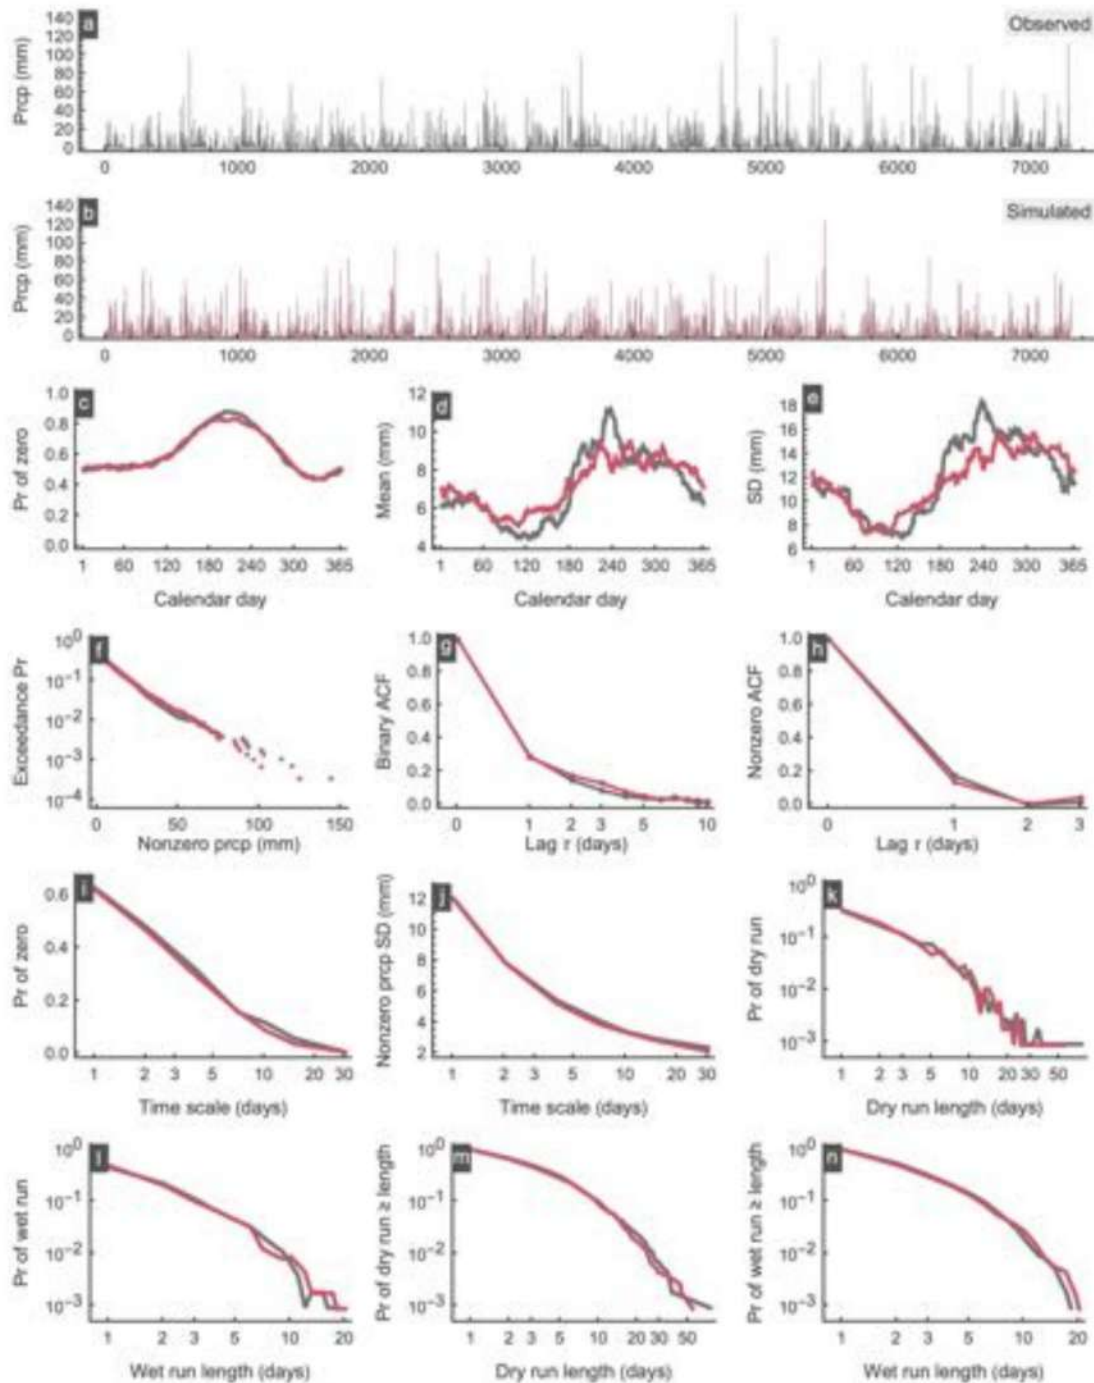 a
Observed
Prcp (mm)
140
120
100
80
60
40
20
0
0 1000 2000 3000 4000 5000 6000 7000
b
Simulated
Prcp (mm)
140
120
100
80
60
40
20
0
0 1000 2000 3000 4000 5000 6000 7000
c
Pr of zero
1.0
0.8
0.6
0.4
0.2
0.0
1 60 120 180 240 300 365
Calendar day
d
Mean (mm)
12
10
8
6
4
1 60 120 180 240 300 365
Calendar day
e
SD (mm)
18
16
14
12
10
8
6
1 60 120 180 240 300 365
Calendar day
f
Exceedance Pr
10^0
10^-1
10^-2
10^-3
10^-4
0 50 100 150
Nonzero prcp (mm)
g
Binary ACF
1.0
0.8
0.6
0.4
0.2
0.0
0 1 2 3 5 10
Lag τ (days)
h
Nonzero ACF
1.0
0.8
0.6
0.4
0.2
0.0
0 1 2 3
Lag τ (days)
i
Pr of zero
0.6
0.4
0.2
0.0
1 2 3 5 10 20 30
Time scale (days)
j
Nonzero prcp SD (mm)
12
10
8
6
4
2
1 2 3 5 10 20 30
Time scale (days)
k
Pr of dry run
10^0
10^-1
10^-2
10^-3
1 2 3 5 10 20 30 50
Dry run length (days)
l
Pr of wet run
10^0
10^-1
10^-2
10^-3
1 2 3 5 10 20
Wet run length (days)
m
Pr of dry run ≥ length
10^0
10^-1
10^-2
10^-3
1 2 3 5 10 20 30 50
Dry run length (days)
n
Pr of wet run ≥ length
10^0
10^-1
10^-2
10^-3
1 2 3 5 10 20
Wet run length (days)